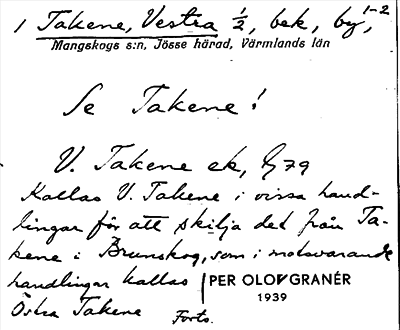 1 Takene, Vestra ½, bek, by, 1-2
Mangskogs s:n, Jösse härad, Värmlands län
Se Takene!
V. Takene ek, 79
Kallas V. Takene i vissa hand-
lingar för att skilja det från Ta-
kene i Brunskog, som i motsvarande
handlingar kallas
Östra Takene Forts.
PER OLOV GRANÉR
1939